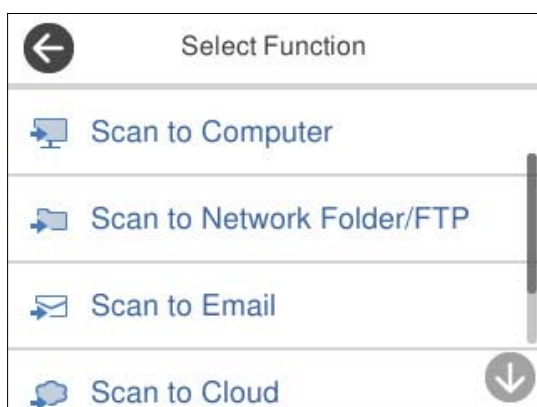 Select Function
Scan to Computer
Scan to Network Folder/FTP
Scan to Email
Scan to Cloud